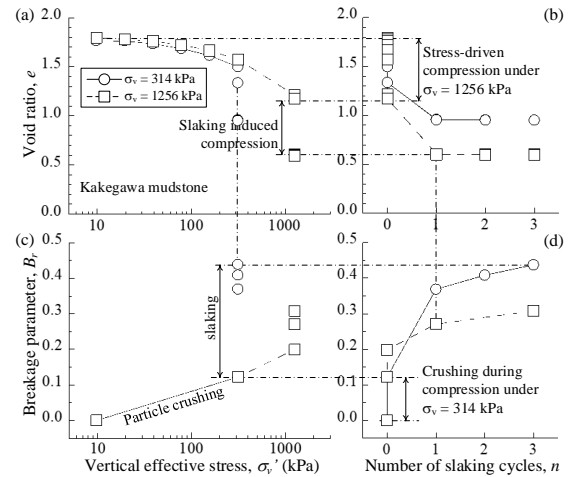 (a)
(b)
2.0
1.5
1.0
0.5
0.0
Void ratio, e
σv = 314 kPa
σv = 1256 kPa
Slaking induced
compression
Kakegawa mudstone
10
100
1000
2.0
1.5
1.0
0.5
0.0
Stress-driven
compression under
σv = 1256 kPa
0
1
2
3
(c)
(d)
0.5
0.4
0.3
0.2
0.1
0.0
Breakage parameter, Br
slaking
Particle crushing
10
100
1000
Vertical effective stress, σv' (kPa)
0.5
0.4
0.3
0.2
0.1
0.0
Crushing during
compression under
σv = 314 kPa
0
1
2
3
Number of slaking cycles, n